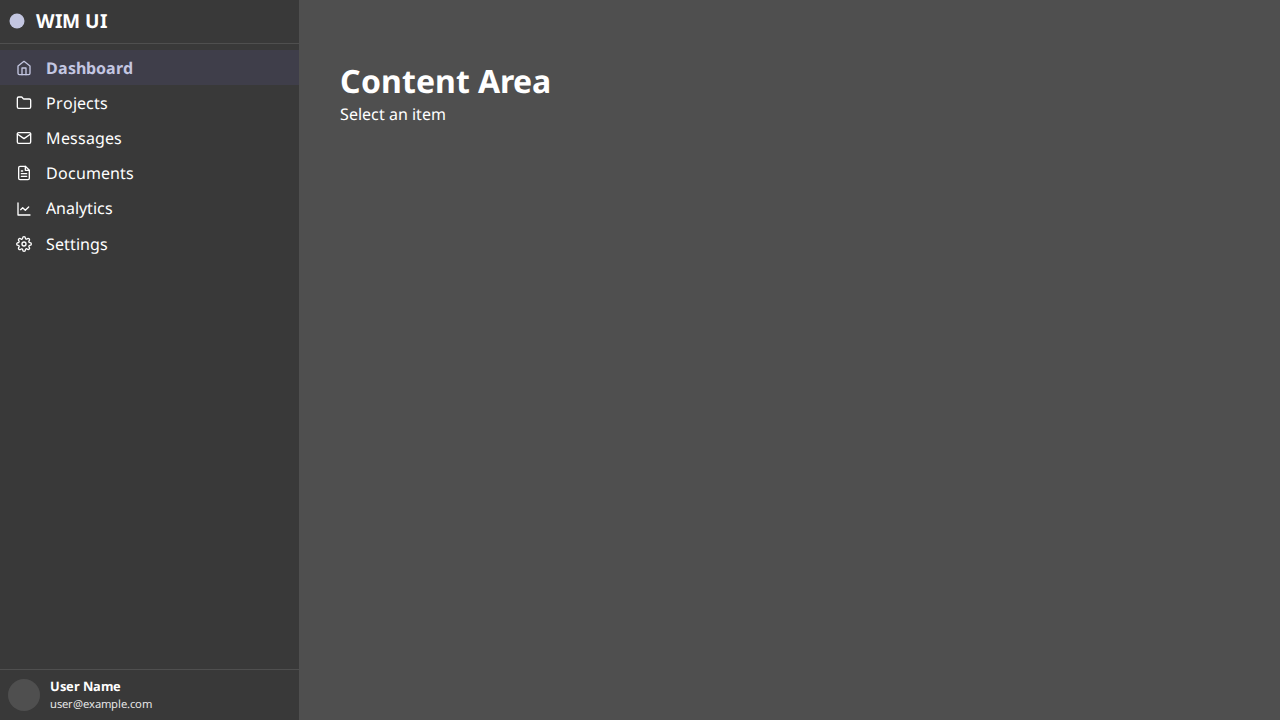 WIM UI
Dashboard
Projects
Messages
Documents
Analytics
Settings
User Name
user@example.com
Content Area
Select an item